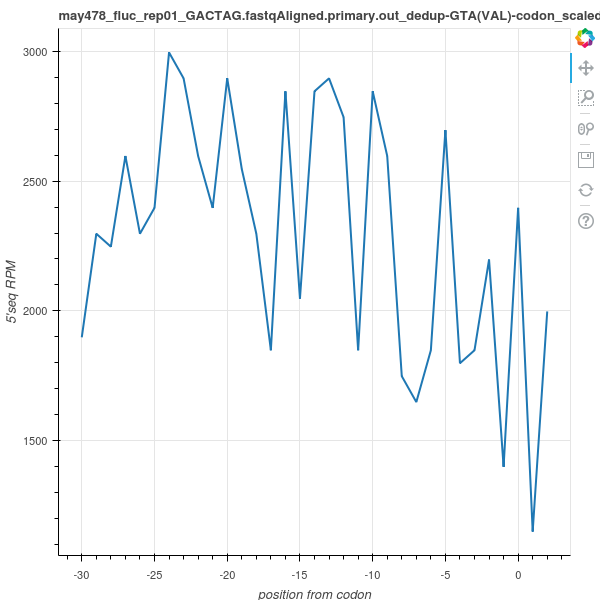 may478_fluc_rep01_GACTAG.fastqAligned.primary.out_dedup-GTA(VAL)-codon_scaled
3000
2500
2000
1500
5'seq RPM
-30 -25 -20 -15 -10 -5 0
position from codon